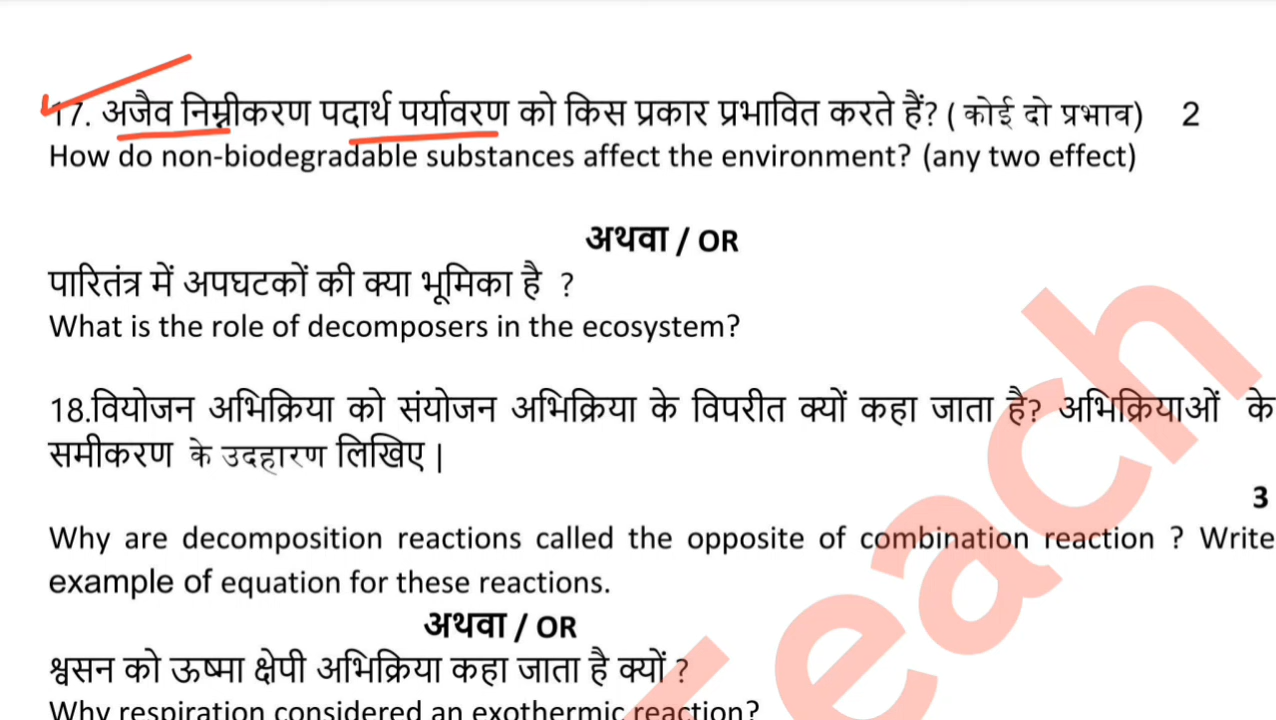 17. अजैव निम्नीकरण पदार्थ पर्यावरण को किस प्रकार प्रभावित करते हैं? ( कोई दो प्रभाव) 2
How do non-biodegradable substances affect the environment? (any two effect)
अथवा / OR
पारितंत्र में अपघटकों की क्या भूमिका है ?
What is the role of decomposers in the ecosystem?
18.वियोजन अभिक्रिया को संयोजन अभिक्रिया के विपरीत क्यों कहा जाता है? अभिक्रियाओं के
समीकरण के उदहारण लिखिए |
3
Why are decomposition reactions called the opposite of combination reaction ? Write
example of equation for these reactions.
अथवा / OR
श्वसन को ऊष्मा क्षेपी अभिक्रिया कहा जाता है क्यों ?
Why respiration considered an exothermic reaction?
Teach